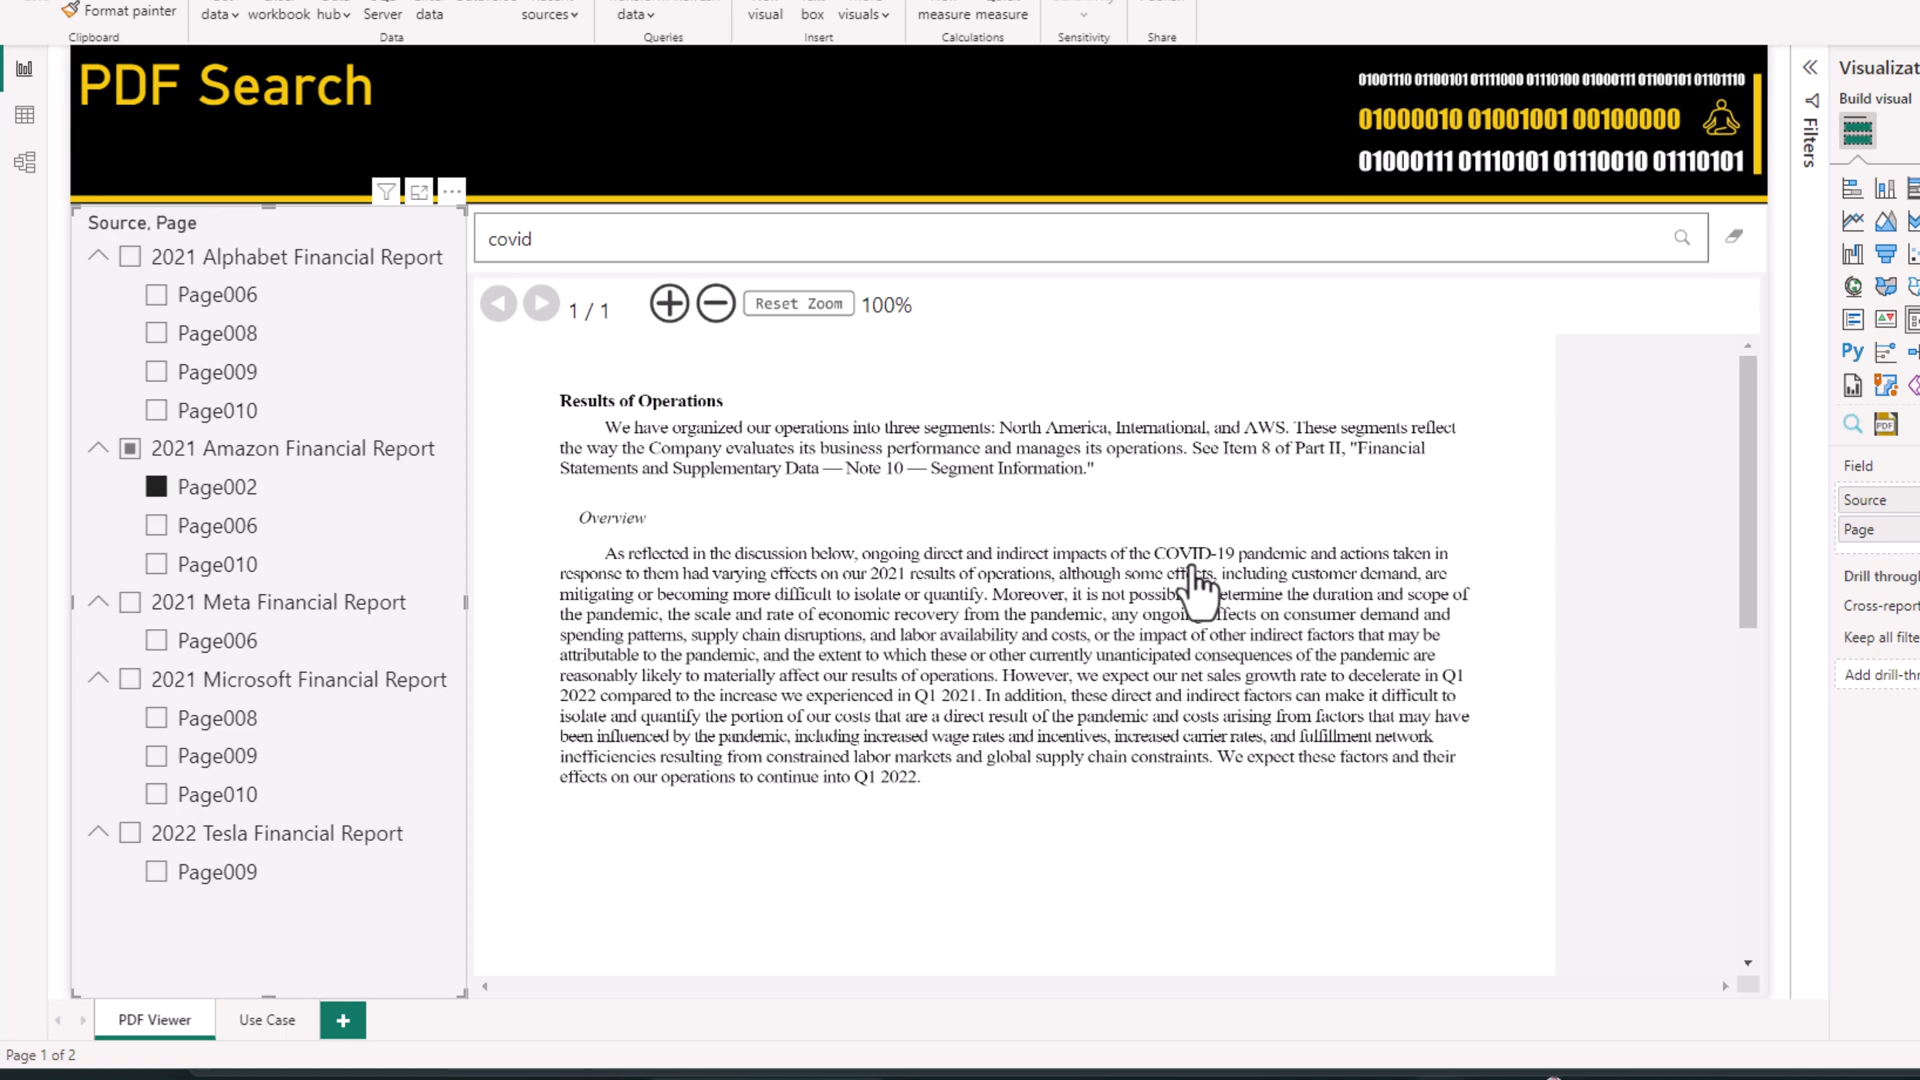 Format painter
data
workbook
hub
Server
data
sources
data
visual
box
visuals
measure
measure
Clipboard
Data
Queries
Insert
Calculations
Sensitivity
Share
PDF Search
01001110 01100101 01111000 01110100 01000111 01100101 01101110
01000010 01001001 00100000
01000111 01110101 01110010 01110101
Source, Page
2021 Alphabet Financial Report
Page006
Page008
Page009
Page010
2021 Amazon Financial Report
Page002
Page006
Page010
2021 Meta Financial Report
Page006
2021 Microsoft Financial Report
Page008
Page009
Page010
2022 Tesla Financial Report
Page009
covid
1 / 1
Reset Zoom
100%
Results of Operations
We have organized our operations into three segments: North America, International, and AWS. These segments reflect
the way the Company evaluates its business performance and manages its operations. See Item 8 of Part II, "Financial
Statements and Supplementary Data — Note 10 — Segment Information."
Overview
As reflected in the discussion below, ongoing direct and indirect impacts of the COVID-19 pandemic and actions taken in
response to them had varying effects on our 2021 results of operations, although some effects, including customer demand, are
mitigating or becoming more difficult to isolate or quantify. Moreover, it is not possib etermine the duration and scope of
the pandemic, the scale and rate of economic recovery from the pandemic, any ongoi ffects on consumer demand and
spending patterns, supply chain disruptions, and labor availability and costs, or the impact of other indirect factors that may be
attributable to the pandemic, and the extent to which these or other currently unanticipated consequences of the pandemic are
reasonably likely to materially affect our results of operations. However, we expect our net sales growth rate to decelerate in Q1
2022 compared to the increase we experienced in Q1 2021. In addition, these direct and indirect factors can make it difficult to
isolate and quantify the portion of our costs that are a direct result of the pandemic and costs arising from factors that may have
been influenced by the pandemic, including increased wage rates and incentives, increased carrier rates, and fulfillment network
inefficiencies resulting from constrained labor markets and global supply chain constraints. We expect these factors and their
effects on our operations to continue into Q1 2022.
Filters
Visualizat
Build visual
Py
PDF
Field
Source
Page
Drill throug
Cross-report
Keep all filte
Add drill-thr
PDF Viewer
Use Case
Page 1 of 2